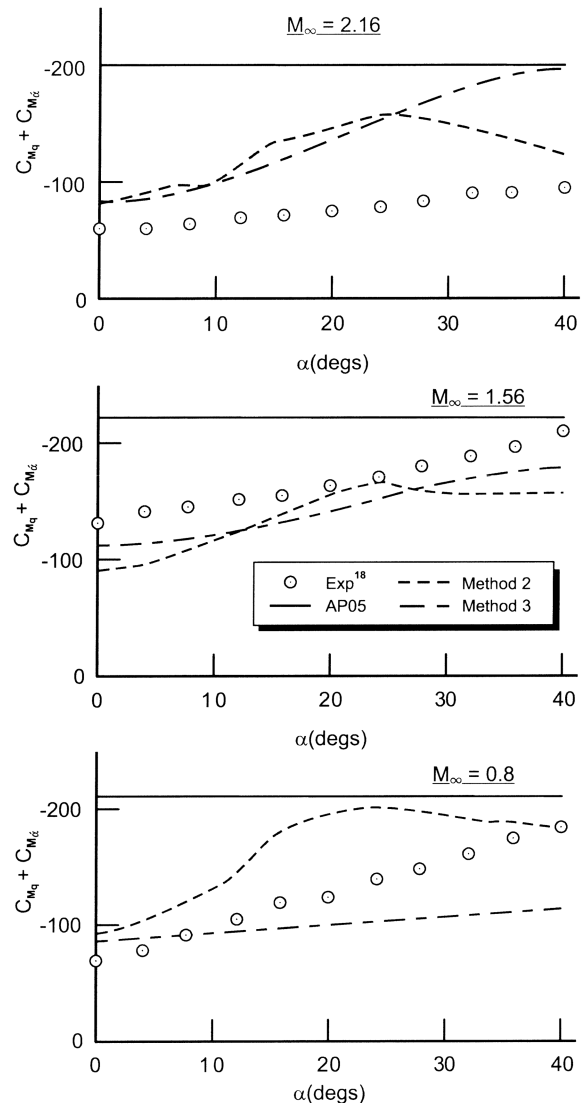 M∞ = 2.16
CMq + CMα̇
-200
-100
0
0 10 20 30 40
α(degs)
M∞ = 1.56
CMq + CMα̇
-200
-100
0
Exp18 Method 2
AP05 Method 3
0 10 20 30 40
α(degs)
M∞ = 0.8
CMq + CMα̇
-200
-100
0
0 10 20 30 40
α(degs)